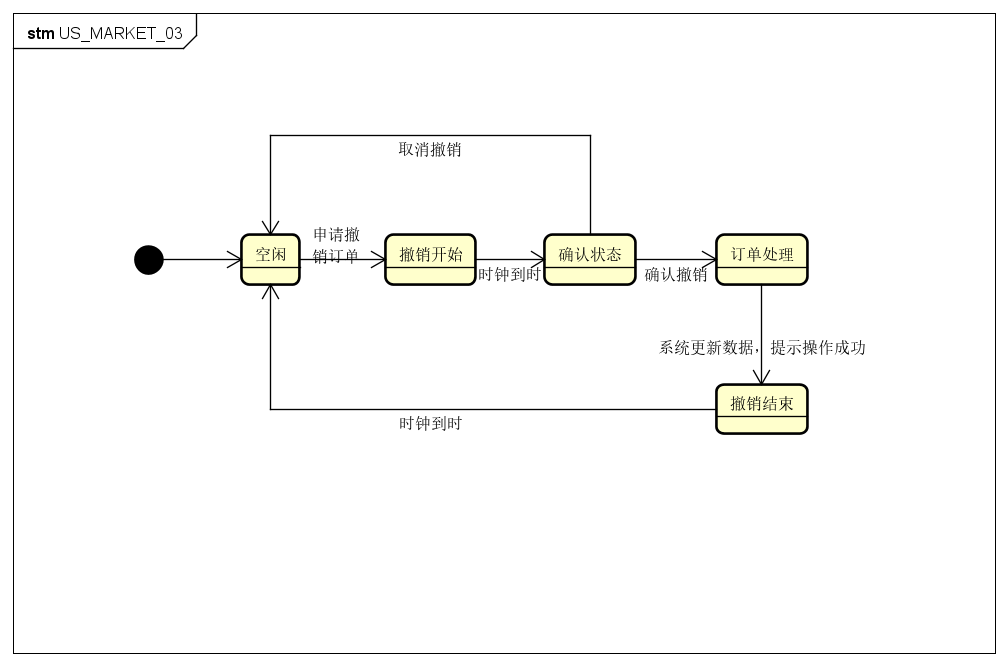 stm US_MARKET_03
取消撤销
申请撤
销订单
空闲
撤销开始
确认状态
订单处理
时钟到时
确认撤销
系统更新数据，提示操作成功
撤销结束
时钟到时